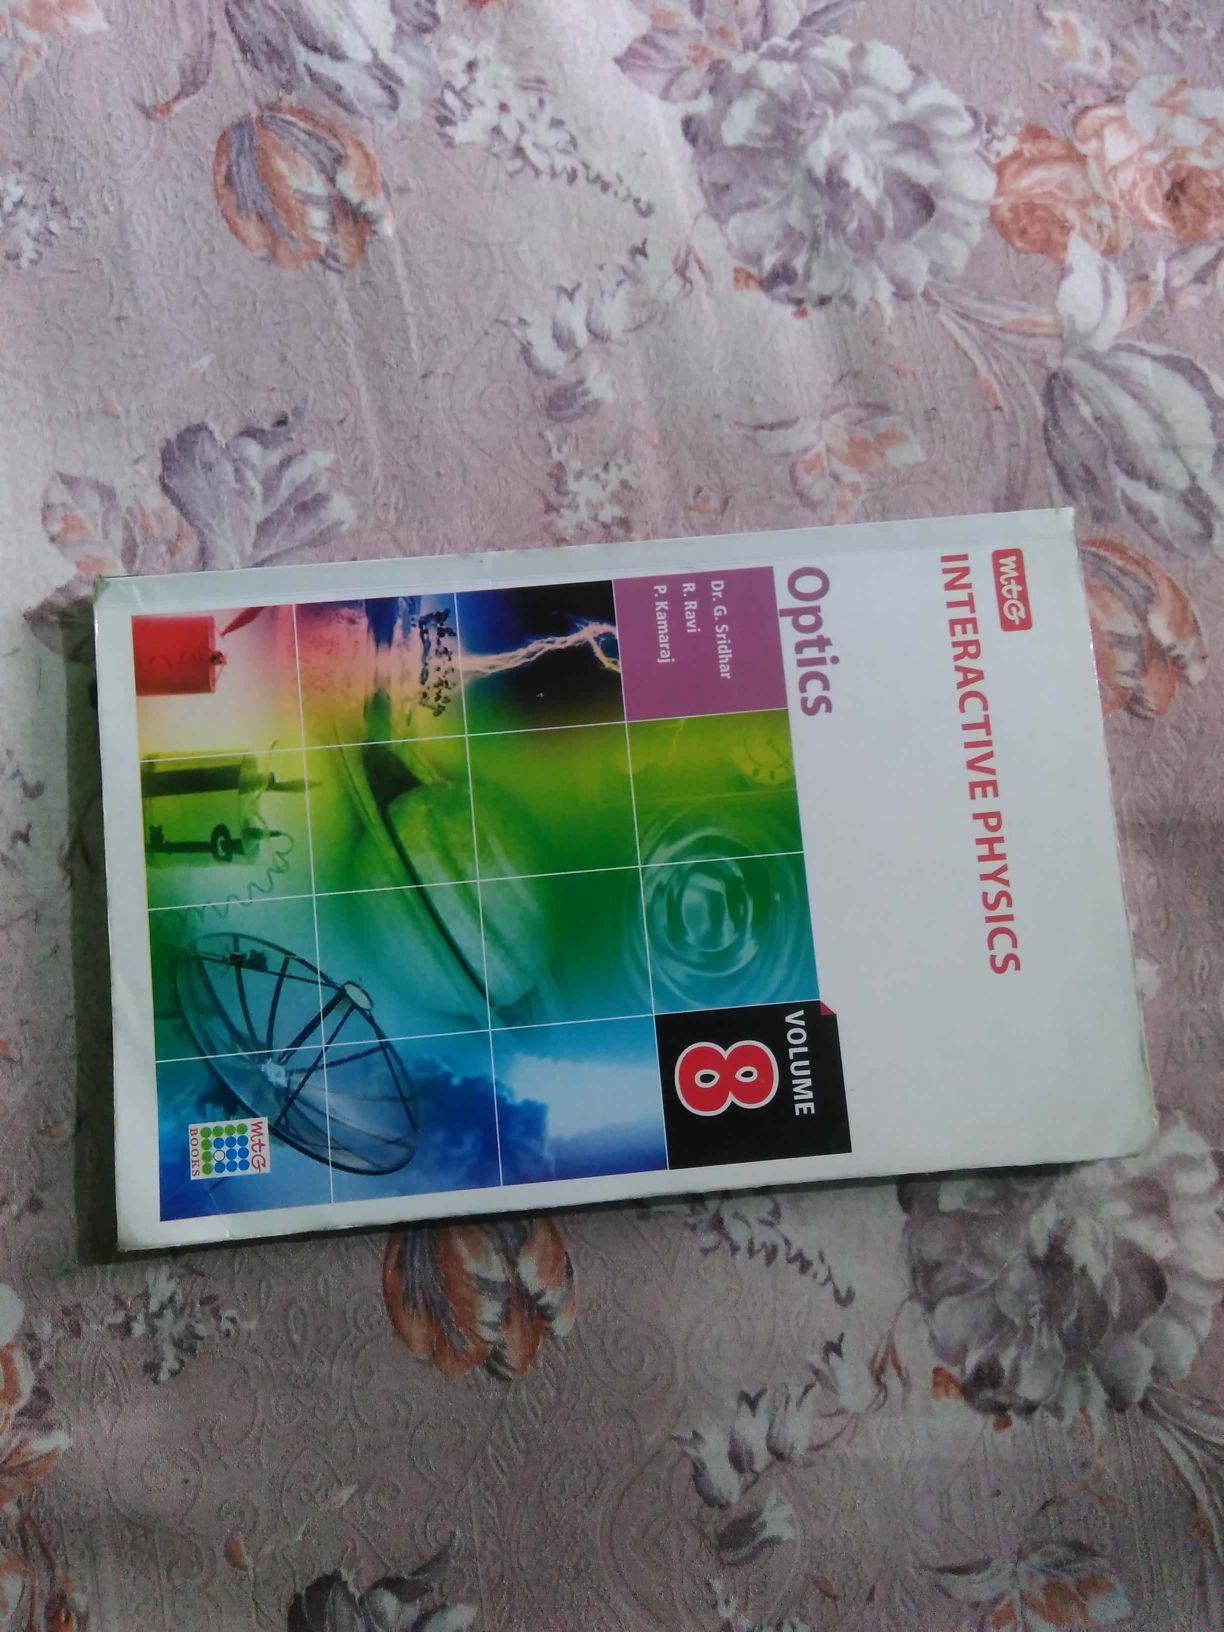 mtG
INTERACTIVE PHYSICS
Optics
Dr. G. Sridhar
R. Ravi
P. Kamaraj
VOLUME
8
mtG
BOOKS